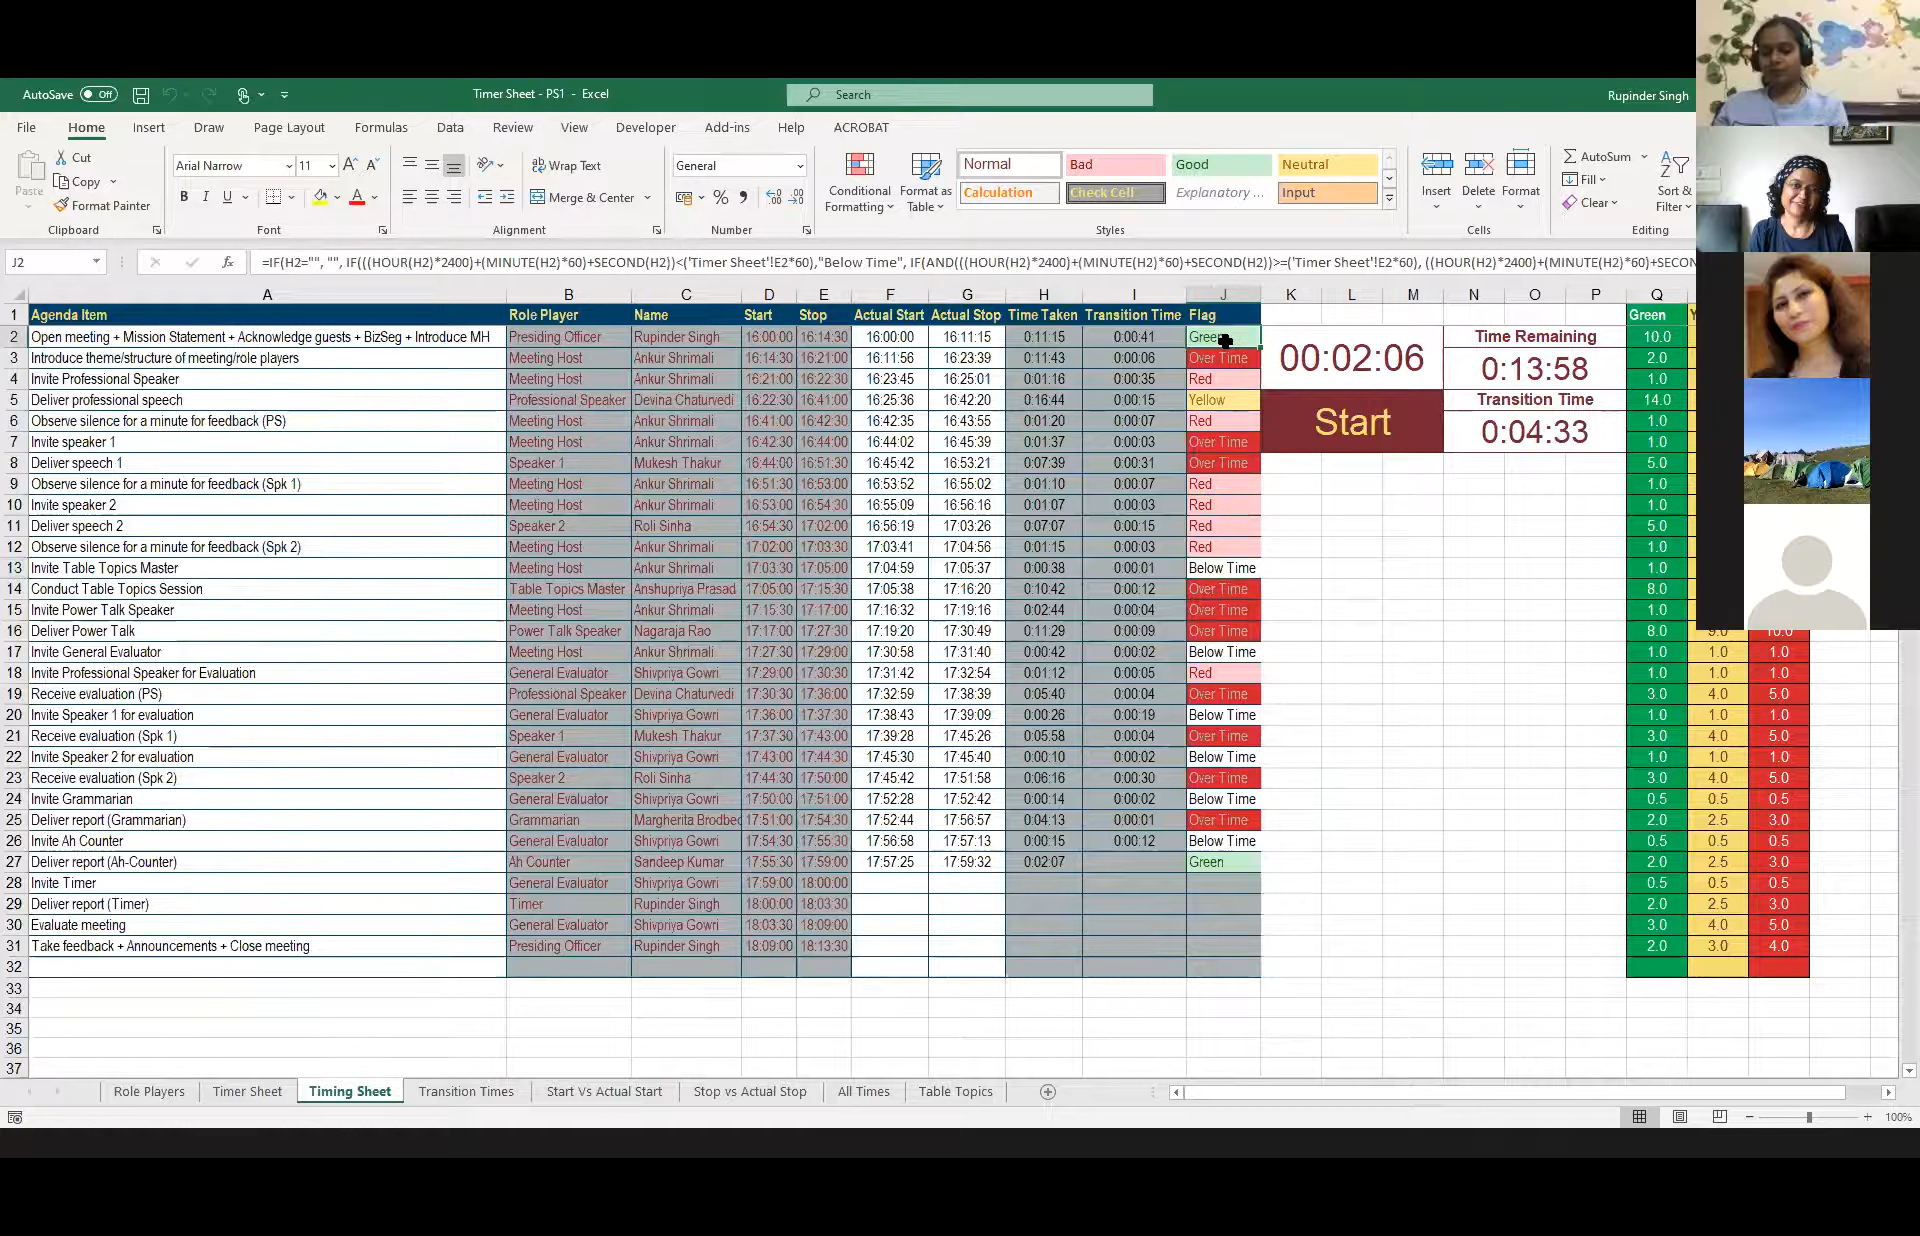 AutoSave Off Timer Sheet - PS1 - Excel Search Rupinder Singh
File Home Insert Draw Page Layout Formulas Data Review View Developer Add-ins Help ACROBAT
Paste Cut Copy Format Painter Clipboard
Arial Narrow 11 B I U Font
Wrap Text Merge & Center Alignment
General % Number
Conditional Formatting Format as Table
Normal Bad Good Neutral
Calculation Check Cell Explanatory ... Input
Styles
Insert Delete Format Cells
AutoSum Fill Clear Sort & Filter Editing
J2 fx =IF(H2="", "", IF(((HOUR(H2)*2400)+(MINUTE(H2)*60)+SECOND(H2))<('Timer Sheet'!E2*60),"Below Time", IF(AND(((HOUR(H2)*2400)+(MINUTE(H2)*60)+SECOND(H2))>=('Timer Sheet'!E2*60), ((HOUR(H2)*2400)+(MINUTE(H2)*60)+SECON
A B C D E F G H I J K L M N O P Q
1 Agenda Item Role Player Name Start Stop Actual Start Actual Stop Time Taken Transition Time Flag Green
2 Open meeting + Mission Statement + Acknowledge guests + BizSeg + Introduce MH Presiding Officer Rupinder Singh 16:00:00 16:14:30 16:00:00 16:11:15 0:11:15 0:00:41 Green 10.0
3 Introduce theme/structure of meeting/role players Meeting Host Ankur Shrimali 16:14:30 16:21:00 16:11:56 16:23:39 0:11:43 0:00:06 Over Time 2.0
4 Invite Professional Speaker Meeting Host Ankur Shrimali 16:21:00 16:22:30 16:23:45 16:25:01 0:01:16 0:00:35 Red 1.0
5 Deliver professional speech Professional Speaker Devina Chaturvedi 16:22:30 16:41:00 16:25:36 16:42:20 0:16:44 0:00:15 Yellow 14.0
6 Observe silence for a minute for feedback (PS) Meeting Host Ankur Shrimali 16:41:00 16:42:30 16:42:35 16:43:55 0:01:20 0:00:07 Red 1.0
7 Invite speaker 1 Meeting Host Ankur Shrimali 16:42:30 16:44:00 16:44:02 16:45:39 0:01:37 0:00:03 Over Time 1.0
8 Deliver speech 1 Speaker 1 Mukesh Thakur 16:44:00 16:51:30 16:45:42 16:53:21 0:07:39 0:00:31 Over Time 5.0
9 Observe silence for a minute for feedback (Spk 1) Meeting Host Ankur Shrimali 16:51:30 16:53:00 16:53:52 16:55:02 0:01:10 0:00:07 Red 1.0
10 Invite speaker 2 Meeting Host Ankur Shrimali 16:53:00 16:54:30 16:55:09 16:56:16 0:01:07 0:00:03 Red 1.0
11 Deliver speech 2 Speaker 2 Roli Sinha 16:54:30 17:02:00 16:56:19 17:03:26 0:07:07 0:00:15 Red 5.0
12 Observe silence for a minute for feedback (Spk 2) Meeting Host Ankur Shrimali 17:02:00 17:03:30 17:03:41 17:04:56 0:01:15 0:00:03 Red 1.0
13 Invite Table Topics Master Meeting Host Ankur Shrimali 17:03:30 17:05:00 17:04:59 17:05:37 0:00:38 0:00:01 Below Time 1.0
14 Conduct Table Topics Session Table Topics Master Anshupriya Prasad 17:05:00 17:15:30 17:05:38 17:16:20 0:10:42 0:00:12 Over Time 8.0
15 Invite Power Talk Speaker Meeting Host Ankur Shrimali 17:15:30 17:17:00 17:16:32 17:19:16 0:02:44 0:00:04 Over Time 1.0
16 Deliver Power Talk Power Talk Speaker Nagaraja Rao 17:17:00 17:27:30 17:19:20 17:30:49 0:11:29 0:00:09 Over Time 8.0 9.0 10.0
17 Invite General Evaluator Meeting Host Ankur Shrimali 17:27:30 17:29:00 17:30:58 17:31:40 0:00:42 0:00:02 Below Time 1.0 1.0 1.0
18 Invite Professional Speaker for Evaluation General Evaluator Shivpriya Gowri 17:29:00 17:30:30 17:31:42 17:32:54 0:01:12 0:00:05 Red 1.0 1.0 1.0
19 Receive evaluation (PS) Professional Speaker Devina Chaturvedi 17:30:30 17:36:00 17:32:59 17:38:39 0:05:40 0:00:04 Over Time 3.0 4.0 5.0
20 Invite Speaker 1 for evaluation General Evaluator Shivpriya Gowri 17:36:00 17:37:30 17:38:43 17:39:09 0:00:26 0:00:19 Below Time 1.0 1.0 1.0
21 Receive evaluation (Spk 1) Speaker 1 Mukesh Thakur 17:37:30 17:43:00 17:39:28 17:45:26 0:05:58 0:00:04 Over Time 3.0 4.0 5.0
22 Invite Speaker 2 for evaluation General Evaluator Shivpriya Gowri 17:43:00 17:44:30 17:45:30 17:45:40 0:00:10 0:00:02 Below Time 1.0 1.0 1.0
23 Receive evaluation (Spk 2) Speaker 2 Roli Sinha 17:44:30 17:50:00 17:45:42 17:51:58 0:06:16 0:00:30 Over Time 3.0 4.0 5.0
24 Invite Grammarian General Evaluator Shivpriya Gowri 17:50:00 17:51:00 17:52:28 17:52:42 0:00:14 0:00:02 Below Time 0.5 0.5 0.5
25 Deliver report (Grammarian) Grammarian Margherita Brodbec 17:51:00 17:54:30 17:52:44 17:56:57 0:04:13 0:00:01 Over Time 2.0 2.5 3.0
26 Invite Ah Counter General Evaluator Shivpriya Gowri 17:54:30 17:55:30 17:56:58 17:57:13 0:00:15 0:00:12 Below Time 0.5 0.5 0.5
27 Deliver report (Ah-Counter) Ah Counter Sandeep Kumar 17:55:30 17:59:00 17:57:25 17:59:32 0:02:07 Green 2.0 2.5 3.0
28 Invite Timer General Evaluator Shivpriya Gowri 17:59:00 18:00:00 0.5 0.5 0.5
29 Deliver report (Timer) Timer Rupinder Singh 18:00:00 18:03:30 2.0 2.5 3.0
30 Evaluate meeting General Evaluator Shivpriya Gowri 18:03:30 18:09:00 3.0 4.0 5.0
31 Take feedback + Announcements + Close meeting Presiding Officer Rupinder Singh 18:09:00 18:13:30 2.0 3.0 4.0
32
33
34
35
36
37
00:02:06
Start
Time Remaining
0:13:58
Transition Time
0:04:33
Role Players Timer Sheet Timing Sheet Transition Times Start Vs Actual Start Stop vs Actual Stop All Times Table Topics
100%